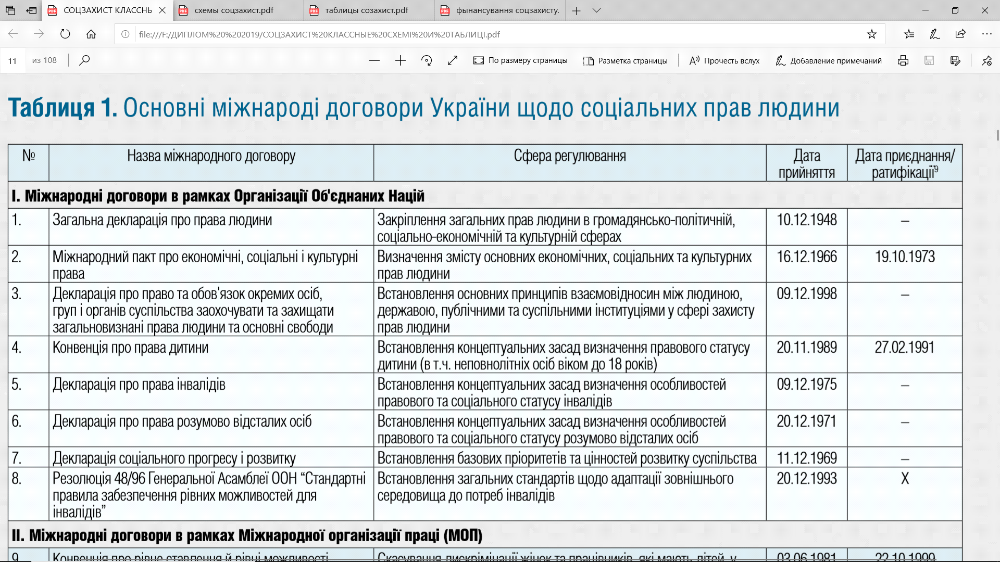 СОЦЗАХИСТ КЛАССНЬ
схемы соцзахист.pdf
таблицы созахист.pdf
фынансування соцзахисту.
file:///F:/ДИПЛОМ%20%202019/СОЦЗАХИСТ%20КЛАССНЫЕ%20СХЕМІ%20И%20ТАБЛИЦІ.pdf
11 из 108
По размеру страницы
Разметка страницы
Прочесть вслух
Добавление примечаний
Таблиця 1. Основні міжнароді договори України щодо соціальних прав людини
№
Назва міжнародного договору
Сфера регулювання
Дата
прийняття
Дата приєднання/
ратифікації9
I. Міжнародні договори в рамках Організації Об'єднаних Націй
1.
Загальна декларація про права людини
Закріплення загальних прав людини в громадянсько-політичній,
соціально-економічній та культурній сферах
10.12.1948
–
2.
Міжнародний пакт про економічні, соціальні і культурні
права
Визначення змісту основних економічних, соціальних та культурних
прав людини
16.12.1966
19.10.1973
3.
Декларація про право та обов'язок окремих осіб,
груп і органів суспільства заохочувати та захищати
загальновизнані права людини та основні свободи
Встановлення основних принципів взаємовідносин між людиною,
державою, публічними та суспільними інституціями у сфері захисту
прав людини
09.12.1998
–
4.
Конвенція про права дитини
Встановлення концептуальних засад визначення правового статусу
дитини (в т.ч. неповнолітніх осіб віком до 18 років)
20.11.1989
27.02.1991
5.
Декларація про права інвалідів
Встановлення концептуальних засад визначення особливостей
правового та соціального статусу інвалідів
09.12.1975
–
6.
Декларація про права розумово відсталих осіб
Встановлення концептуальних засад визначення особливостей
правового та соціального статусу розумово відсталих осіб
20.12.1971
–
7.
Декларація соціального прогресу і розвитку
Встановлення базових пріоритетів та цінностей розвитку суспільства
11.12.1969
–
8.
Резолюція 48/96 Генеральної Асамблеї ООН “Стандартні
правила забезпечення рівних можливостей для
інвалідів”
Встановлення загальних стандартів щодо адаптації зовнішнього
середовища до потреб інвалідів
20.12.1993
X
II. Міжнародні договори в рамках Міжнародної організації праці (МОП)
9.
Конвенція про рівне ставлення й рівні можливості
Скасування дискримінації жінок та працівників, які мають дітей, у
03.06.1981
22.10.1999